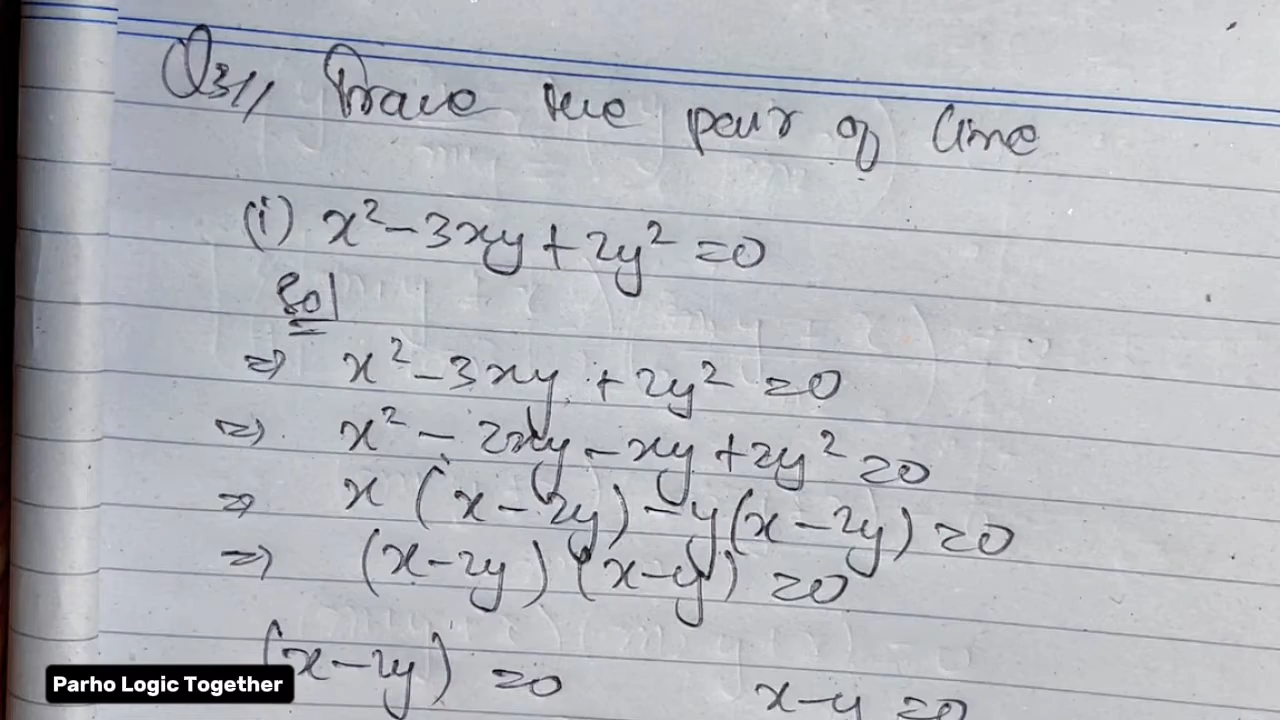 Q31, Trace the pair of line
(i) x² - 3xy + 2y² = 0
Sol
⇒ x² - 3xy + 2y² = 0
⇒ x² - 2xy - xy + 2y² = 0
⇒ x (x - 2y) - y (x - 2y) = 0
⇒ (x - 2y) (x - y) = 0
(x - 2y) = 0 x - y = 0
Parho Logic Together